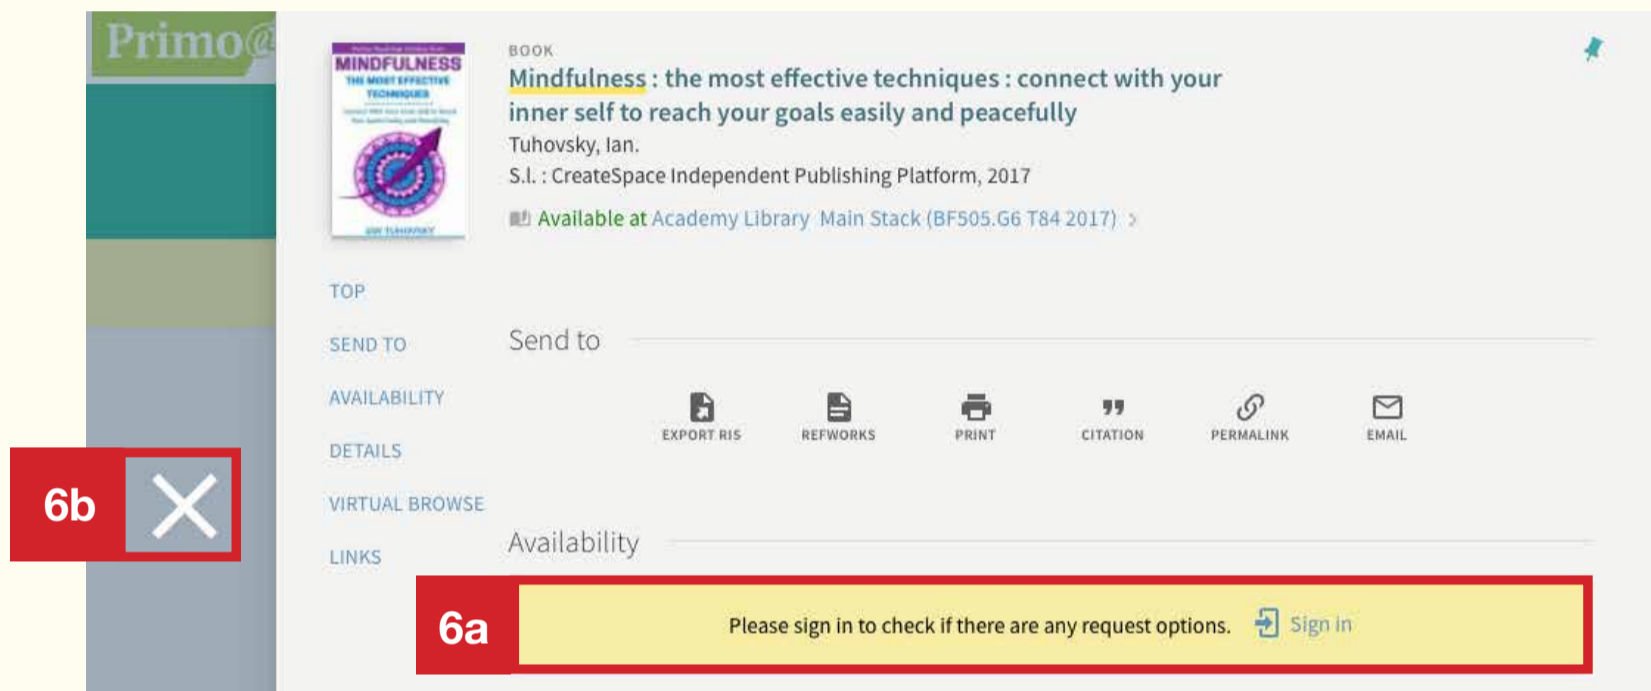 Primo@
MINDFULNESS
THE MOST EFFECTIVE
TECHNIQUES
IAN TUHOVSKY
BOOK
Mindfulness : the most effective techniques : connect with your
inner self to reach your goals easily and peacefully
Tuhovsky, Ian.
S.l. : CreateSpace Independent Publishing Platform, 2017
Available at Academy Library Main Stack (BF505.G6 T84 2017) >
TOP
SEND TO
AVAILABILITY
DETAILS
VIRTUAL BROWSE
LINKS
Send to
EXPORT RIS REFWORKS PRINT CITATION PERMALINK EMAIL
6b
Availability
6a
Please sign in to check if there are any request options. Sign in